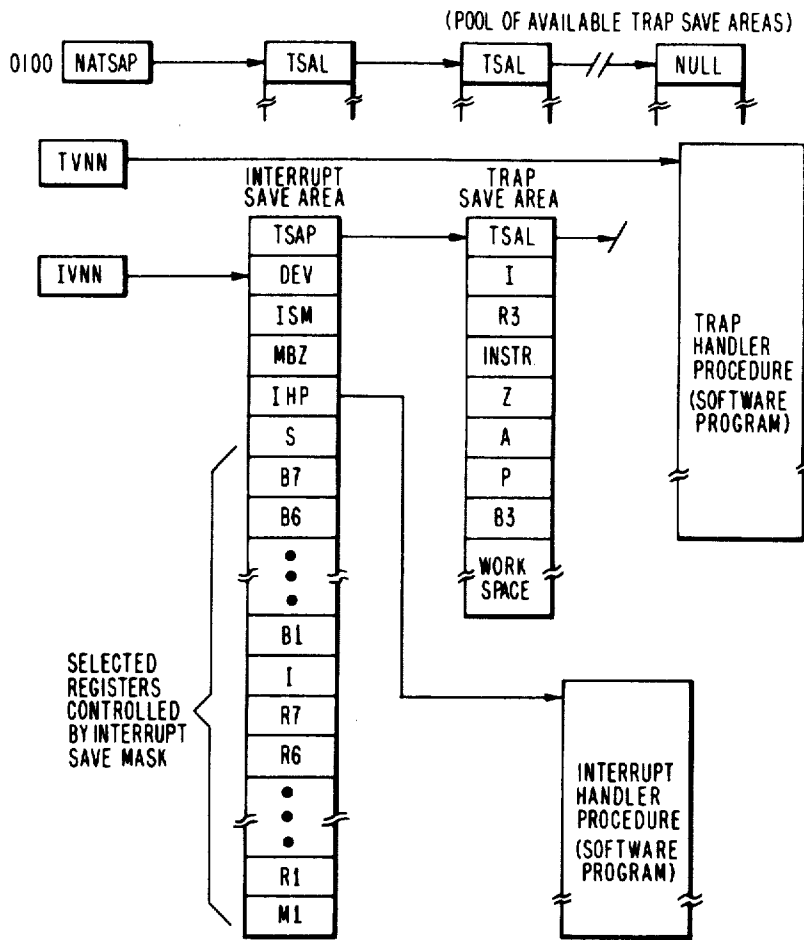 (POOL OF AVAILABLE TRAP SAVE AREAS)
0100 NATSAP TSAL TSAL NULL
TVNN
INTERRUPT
SAVE AREA
TRAP
SAVE AREA
TSAP
TSAL
IVNN
DEV
I
ISM
R3
MBZ
INSTR.
IHP
Z
S
A
B7
P
B6
B3
WORK
SPACE
B1
I
R7
R6
R1
M1
TRAP
HANDLER
PROCEDURE
(SOFTWARE
PROGRAM)
SELECTED
REGISTERS
CONTROLLED
BY INTERRUPT
SAVE MASK
INTERRUPT
HANDLER
PROCEDURE
(SOFTWARE
PROGRAM)